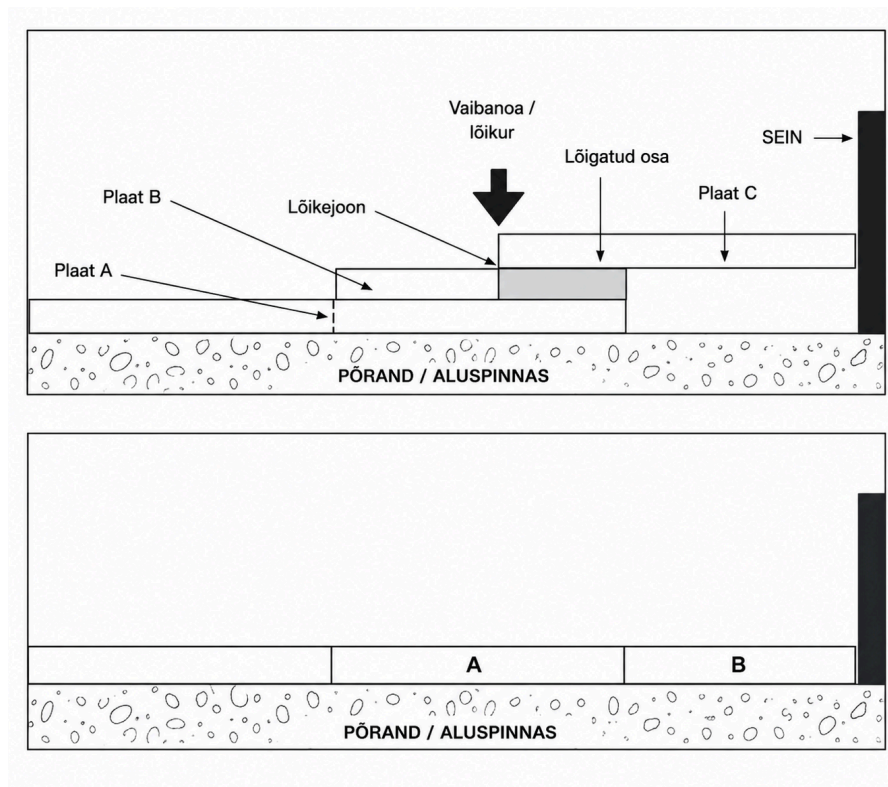 Vaibanoa /
lõikur
SEIN
Lõigatud osa
Plaat B
Plaat C
Lõikejoon
Plaat A
PÕRAND / ALUSPINNAS
A
B
PÕRAND / ALUSPINNAS